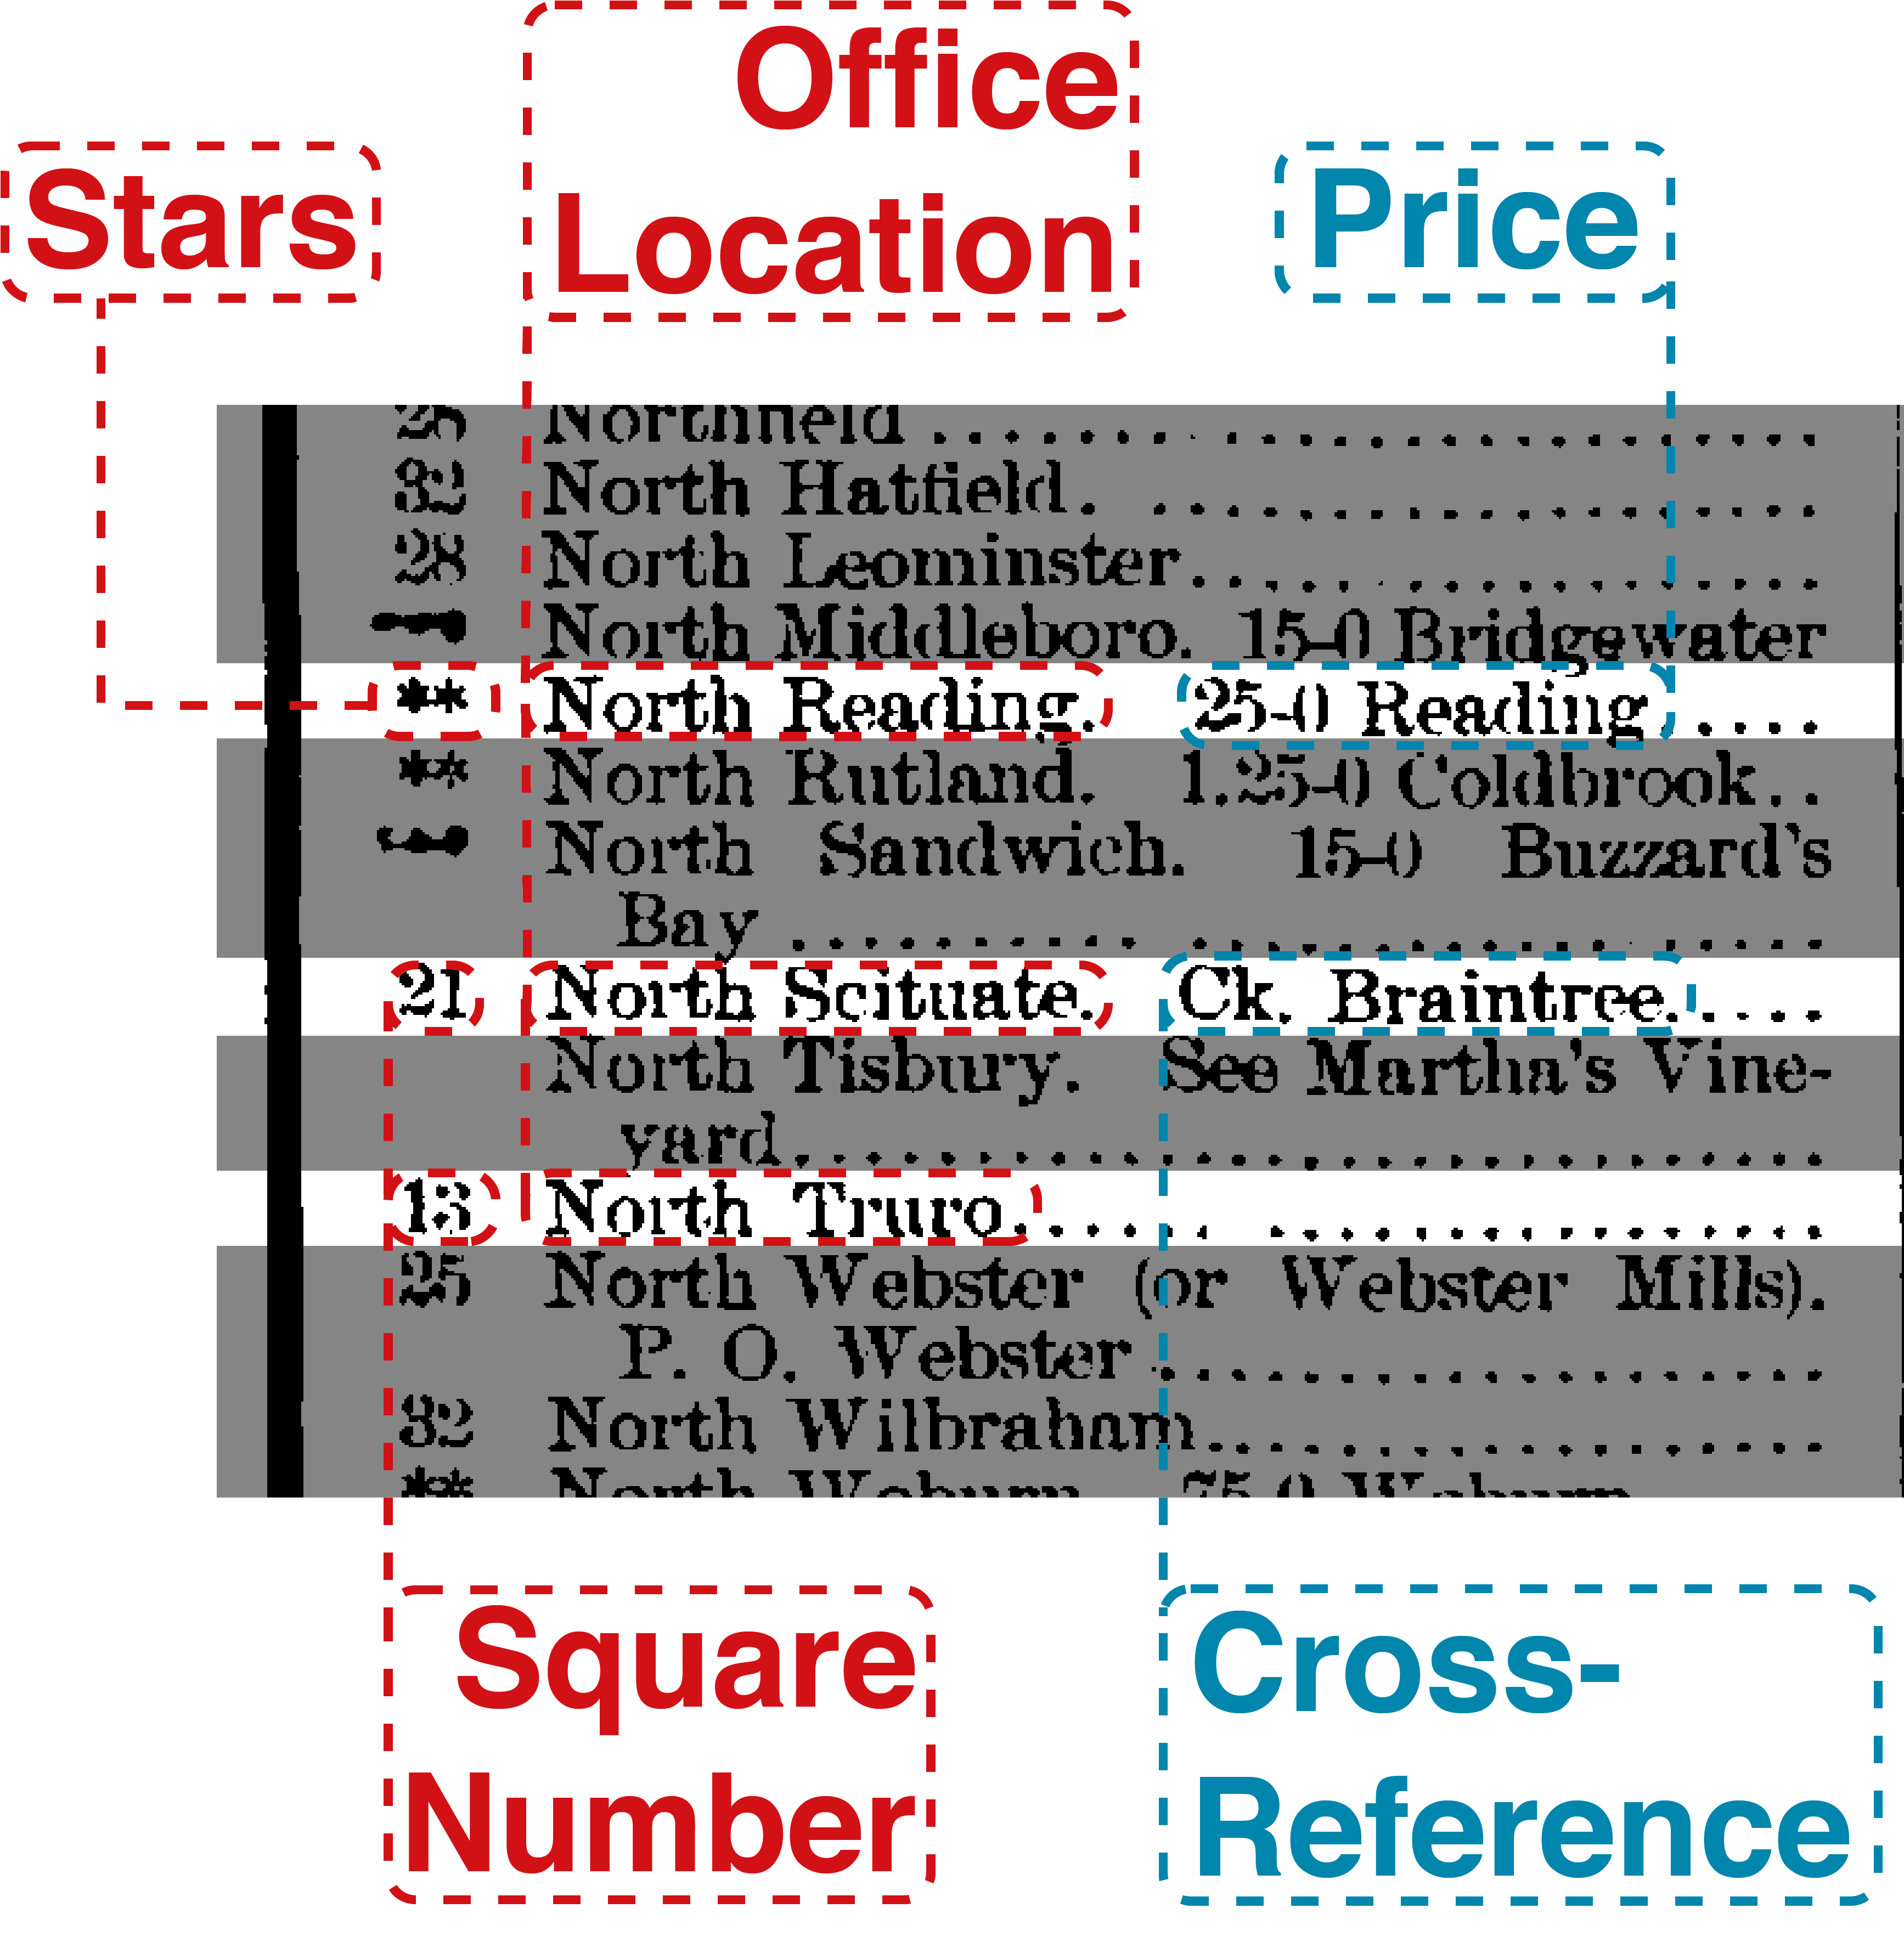 Office
Location
Stars
Price
25 Northfield ....................
32 North Hatfield. ....................
28 North Leominster....................
North Middleboro. 15-0 Bridgewater
** North Reading. 25-0 Reading.....
** North Rutland. 1.25-0 Coldbrook..
North Sandwich. 15-0 Buzzard's
Bay ....................
21 North Scituate. Ck. Braintree.....
North Tisbury. See Martha's Vine-
yard....................
13 North Truro....................
25 North Webster (or Webster Mills).
P. O. Webster ....................
32 North Wilbraham....................
** North Woburn 75-0 Woburn
Square
Number
Cross-
Reference